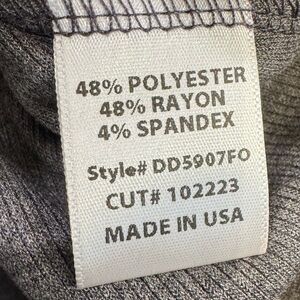 48% POLYESTER
48% RAYON
4% SPANDEX
Style# DD5907FO
CUT# 102223
MADE IN USA